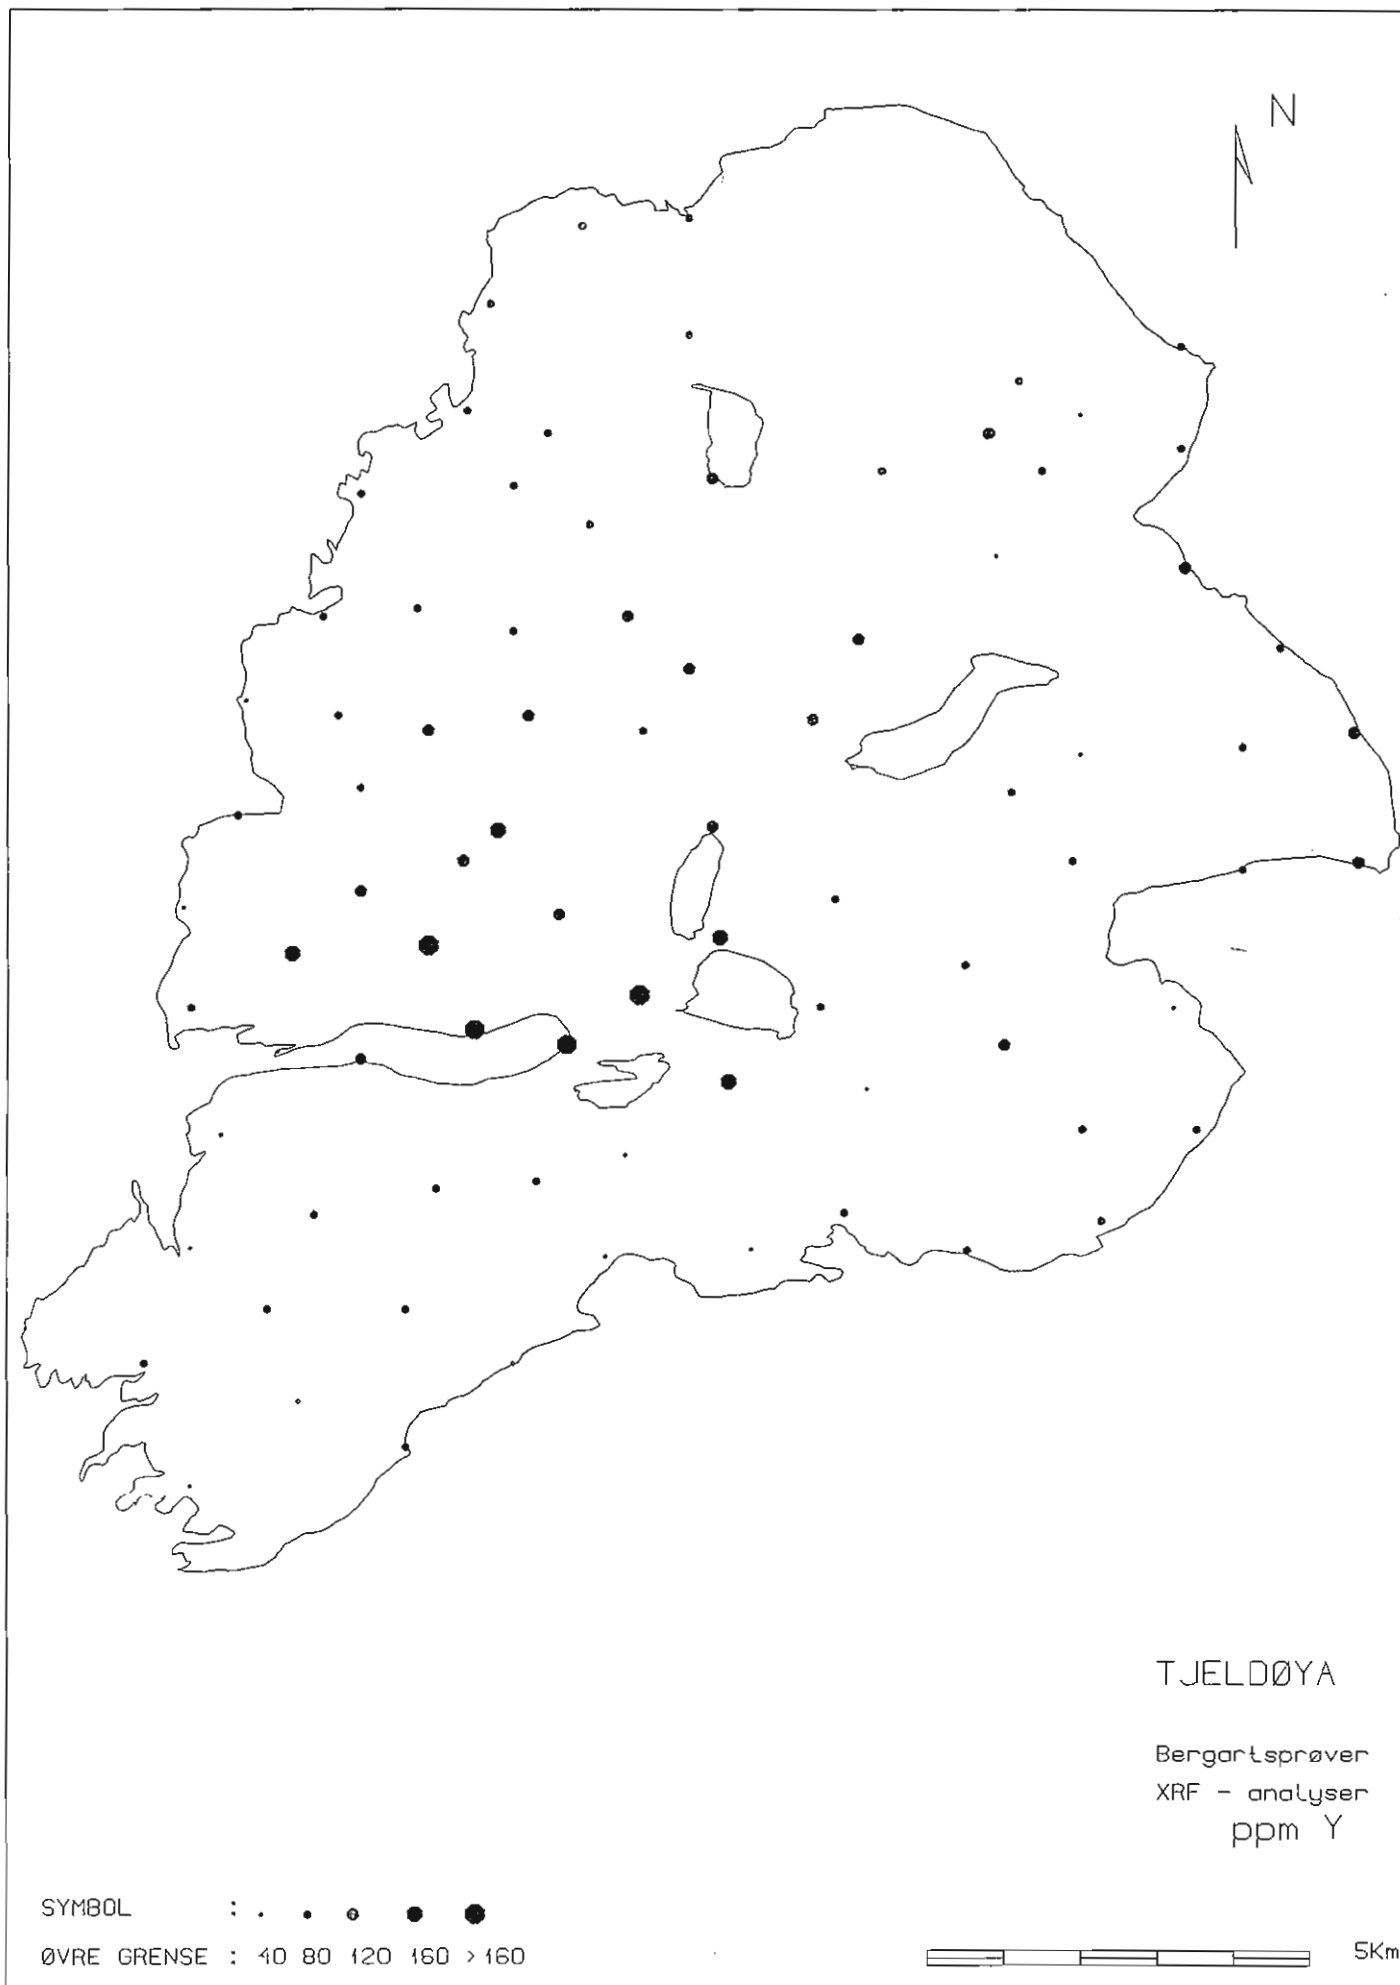 N
TJELDØYA
Bergartsprøver
XRF - analyser
ppm Y
SYMBOL :
ØVRE GRENSE : 40 80 120 160 >160
5Km